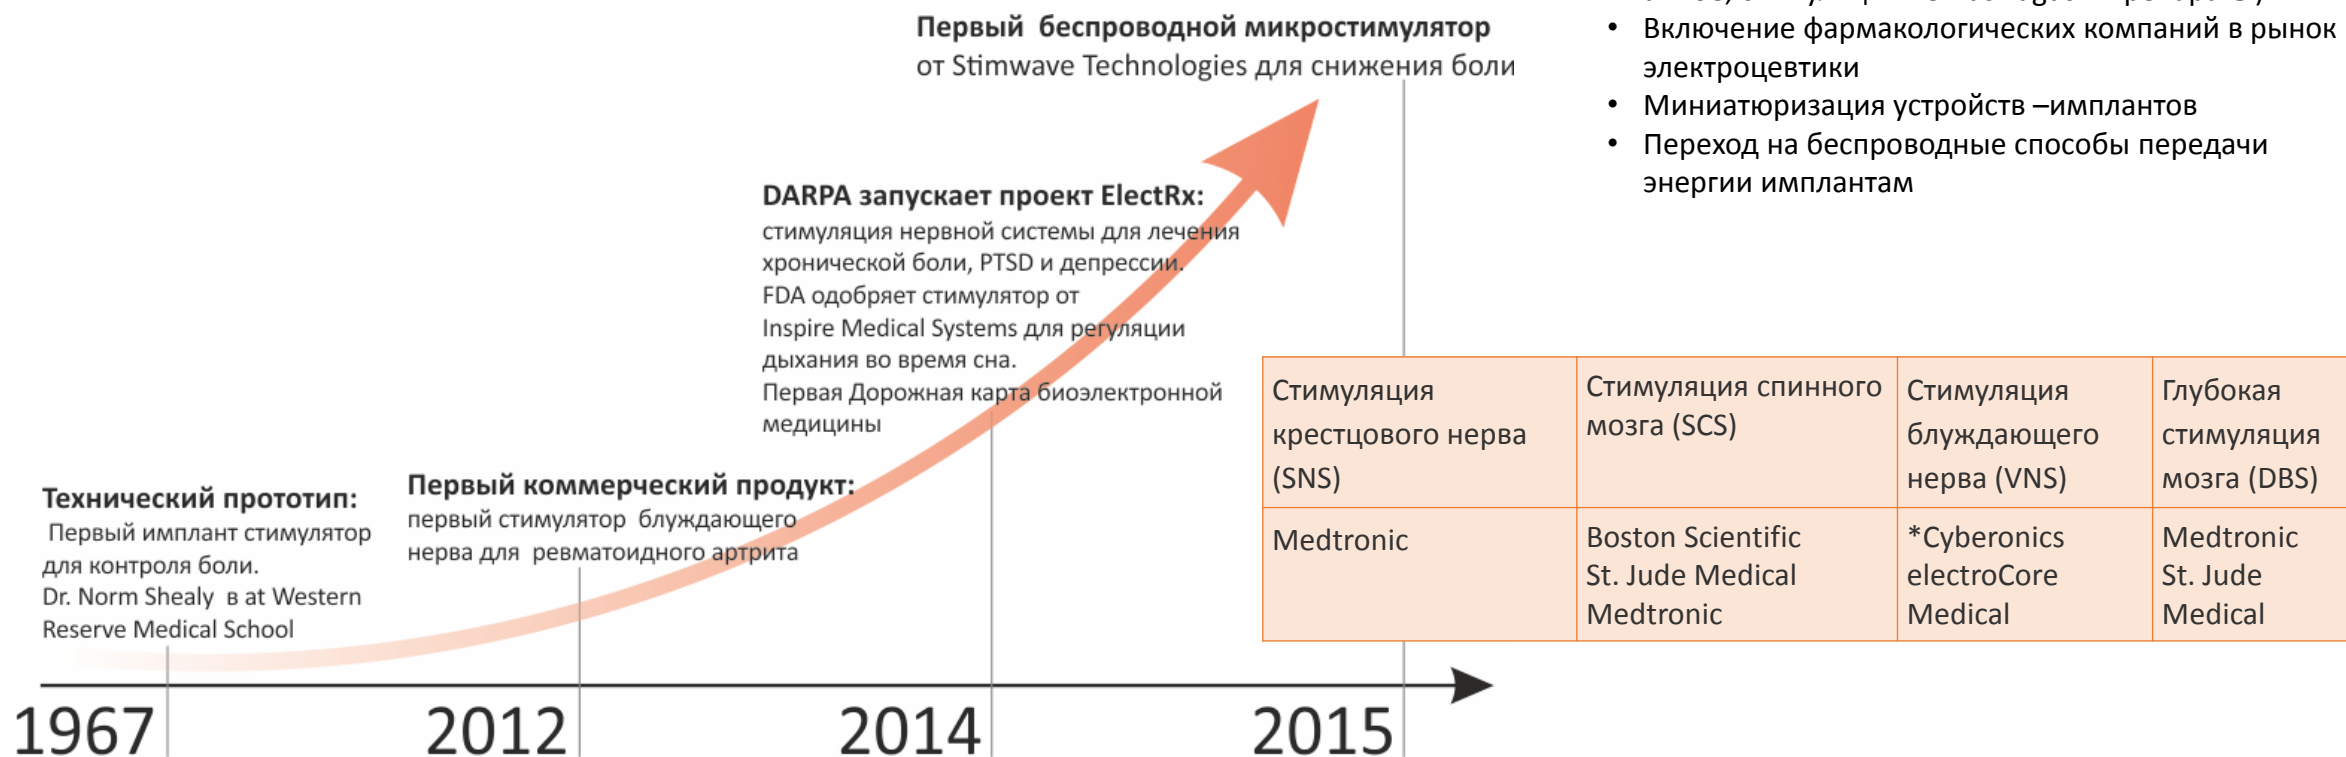 Первый беспроводной микростимулятор
от Stimwave Technologies для снижения боли
• Включение фармакологических компаний в рынок
электроцевтики
• Миниатюризация устройств –имплантов
• Переход на беспроводные способы передачи
энергии имплантам
DARPA запускает проект ElectRx:
стимуляция нервной системы для лечения
хронической боли, PTSD и депрессии.
FDA одобряет стимулятор от
Inspire Medical Systems для регуляции
дыхания во время сна.
Первая Дорожная карта биоэлектронной
медицины
Первый коммерческий продукт:
первый стимулятор блуждающего
нерва для ревматоидного артрита
Технический прототип:
Первый имплант стимулятор
для контроля боли.
Dr. Norm Shealy в at Western
Reserve Medical School
Стимуляция
крестцового нерва
(SNS)
Стимуляция спинного
мозга (SCS)
Стимуляция
блуждающего
нерва (VNS)
Глубокая
стимуляция
мозга (DBS)
Medtronic
Boston Scientific
St. Jude Medical
Medtronic
*Cyberonics
electroCore
Medical
Medtronic
St. Jude
Medical
1967
2012
2014
2015